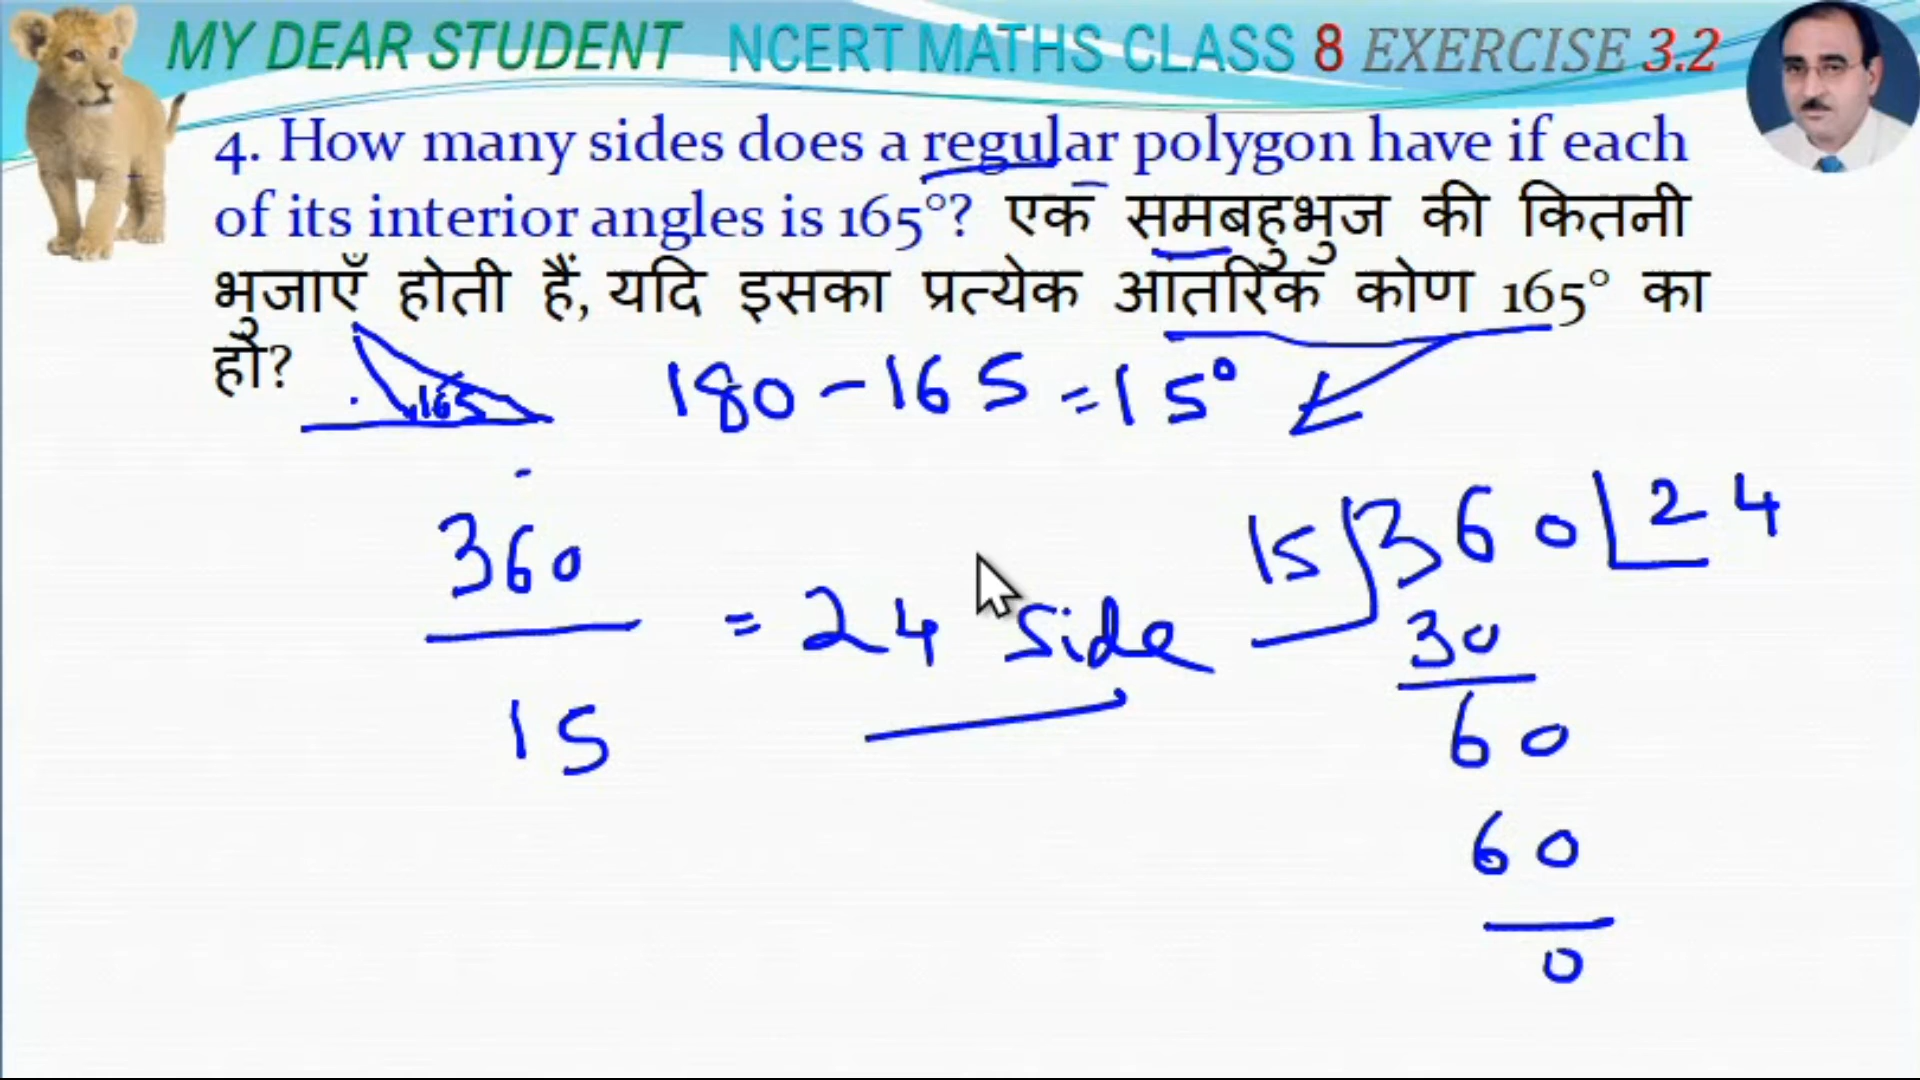 MY DEAR STUDENT NCERT MATHS CLASS 8 EXERCISE 3.2
4. How many sides does a regular polygon have if each
of its interior angles is 165°? एक समबहुभुज की कितनी
भुजाएँ होती हैं, यदि इसका प्रत्येक आतरिक कोण 165° का
हो?
165
180 - 165 = 15°
360
15
= 24 side
15)360|24
30
60
60
0